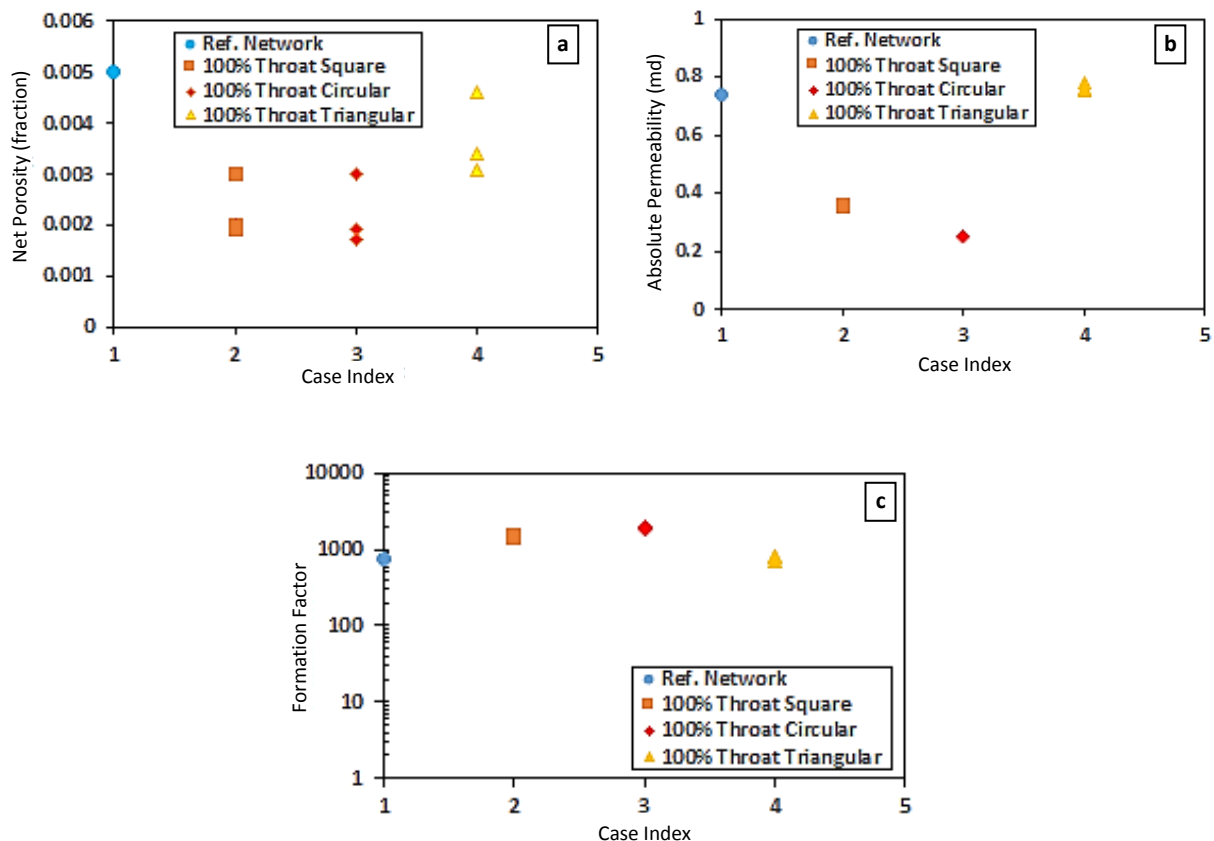 a
Net Porosity (fraction)
0.006
0.005
0.004
0.003
0.002
0.001
0
Ref. Network
100% Throat Square
100% Throat Circular
100% Throat Triangular
1 2 3 4 5
Case Index
b
Absolute Permeability (md)
1
0.8
0.6
0.4
0.2
0
Ref. Network
100% Throat Square
100% Throat Circular
100% Throat Triangular
1 2 3 4 5
Case Index
c
Formation Factor
10000
1000
100
10
1
Ref. Network
100% Throat Square
100% Throat Circular
100% Throat Triangular
1 2 3 4 5
Case Index